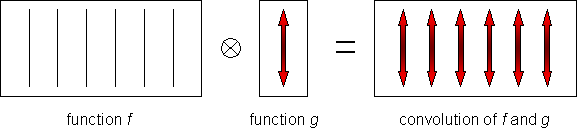 ⊗ =
function f function g convolution of f and g